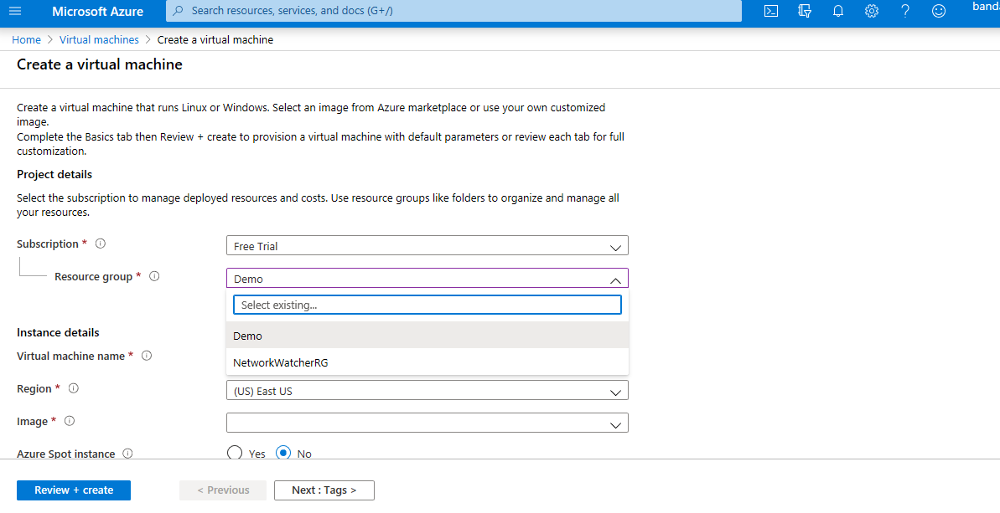 Microsoft Azure
Search resources, services, and docs (G+/)
Home > Virtual machines > Create a virtual machine
Create a virtual machine
Create a virtual machine that runs Linux or Windows. Select an image from Azure marketplace or use your own customized
image.
Complete the Basics tab then Review + create to provision a virtual machine with default parameters or review each tab for full
customization.
Project details
Select the subscription to manage deployed resources and costs. Use resource groups like folders to organize and manage all
your resources.
Subscription *
Free Trial
Resource group *
Demo
Select existing...
Demo
NetworkWatcherRG
Instance details
Virtual machine name *
Region *
(US) East US
Image *
Azure Spot instance
Yes No
Review + create
< Previous
Next : Tags >